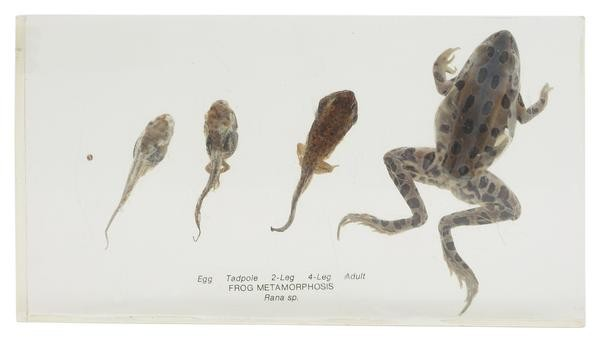 Egg Tadpole 2-Leg 4-Leg Adult
FROG METAMORPHOSIS
Rana sp.